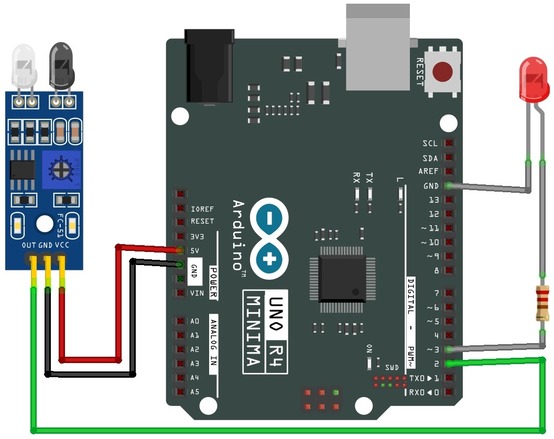 FC-51
OUT GND VCC
IOREF
RESET
3V3
5V
GND
VIN
POWER
A0
A1
A2
A3
A4
A5
ANALOG IN
Arduino™
UNO R4
MINIMA
RX
TX
L
ON
SWD
RESET
SCL
SDA
AREF
GND
13
12
~11
~10
~9
8
7
~6
~5
4
~3
2
TX0▶1
RX0◀0
DIGITAL - PWM~